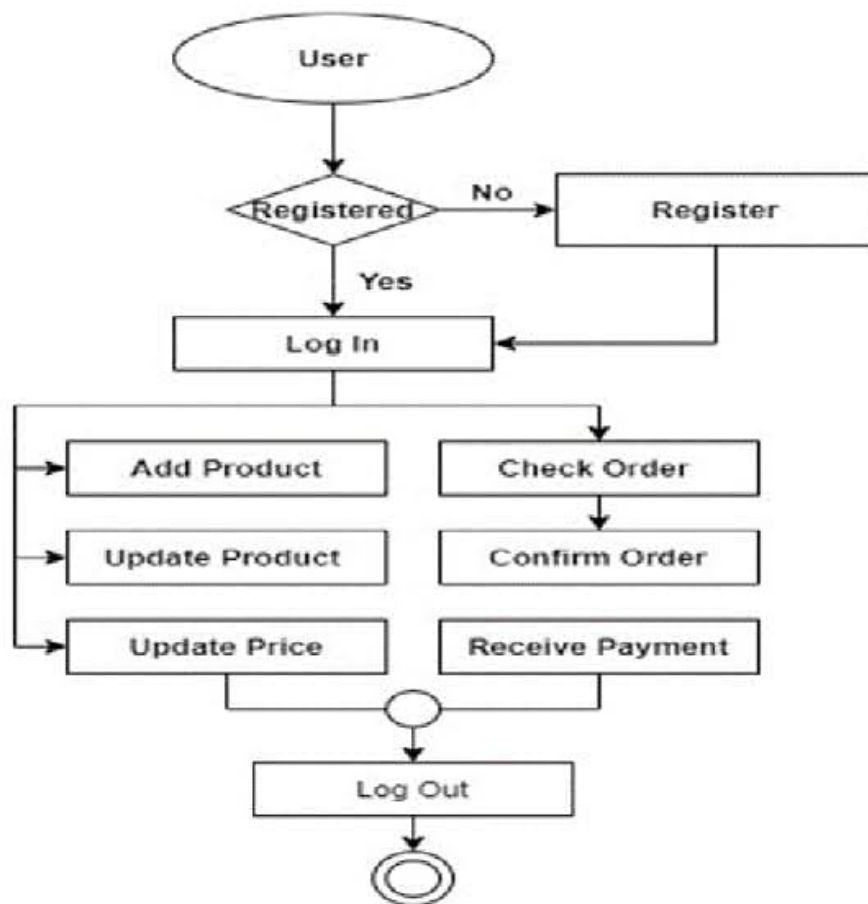 User
Registered
No
Register
Yes
Log In
Add Product
Check Order
Update Product
Confirm Order
Update Price
Receive Payment
Log Out